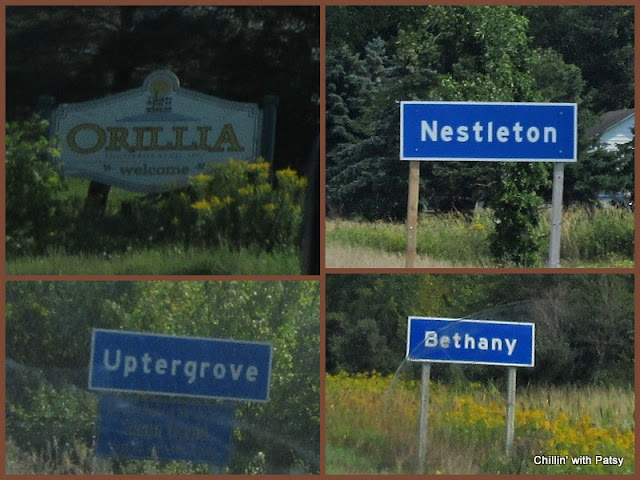 ORILLIA
welcome
Nestleton
Uptergrove
Bethany
Chillin' with Patsy